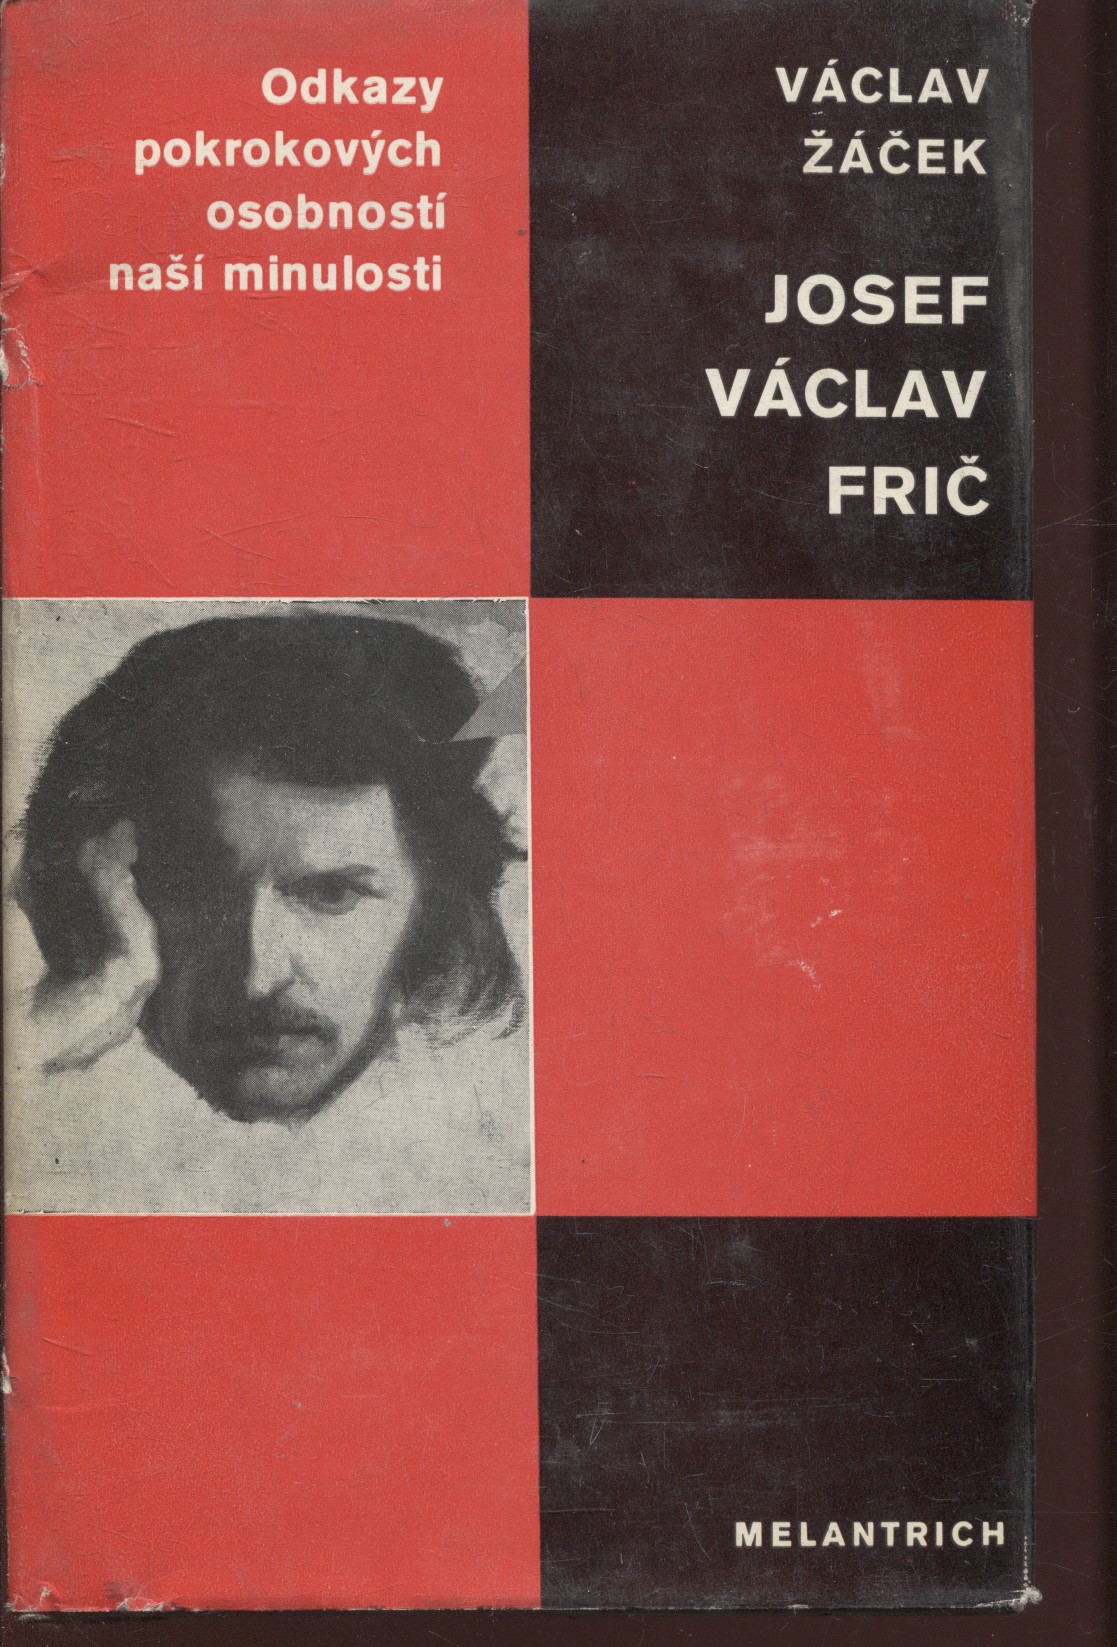 Odkazy
pokrokových
osobností
naší minulosti
VÁCLAV
ŽÁČEK
JOSEF
VÁCLAV
FRIČ
MELANTRICH